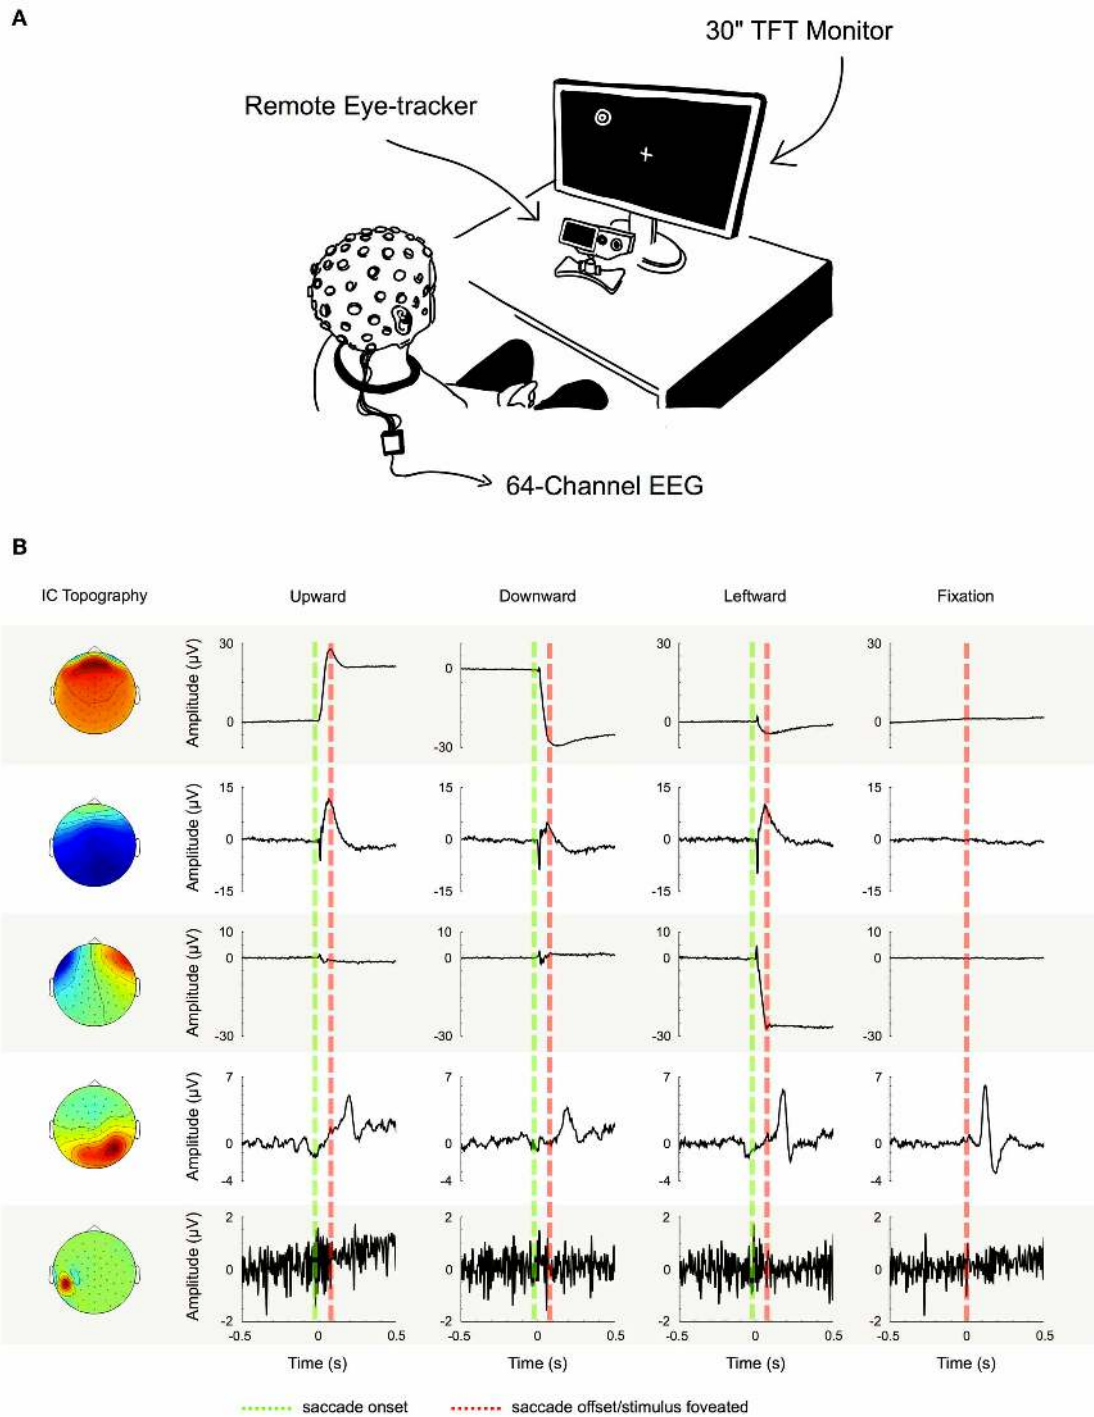 A
30" TFT Monitor
Remote Eye-tracker
64-Channel EEG
B
IC Topography Upward Downward Leftward Fixation
Amplitude (µV) 30 0 0 -30 30 0 30 0
Amplitude (µV) 15 0 -15 15 0 -15 15 0 -15 15 0 -15
Amplitude (µV) 10 0 -30 10 0 -30 10 0 -30 10 0 -30
Amplitude (µV) 7 0 -4 7 0 -4 7 0 -4 7 0 -4
Amplitude (µV) 2 0 -2 2 0 -2 2 0 -2 2 0 -2
-0.5 0 0.5 -0.5 0 0.5 -0.5 0 0.5 -0.5 0 0.5
Time (s) Time (s) Time (s) Time (s)
saccade onset saccade offset/stimulus foveated